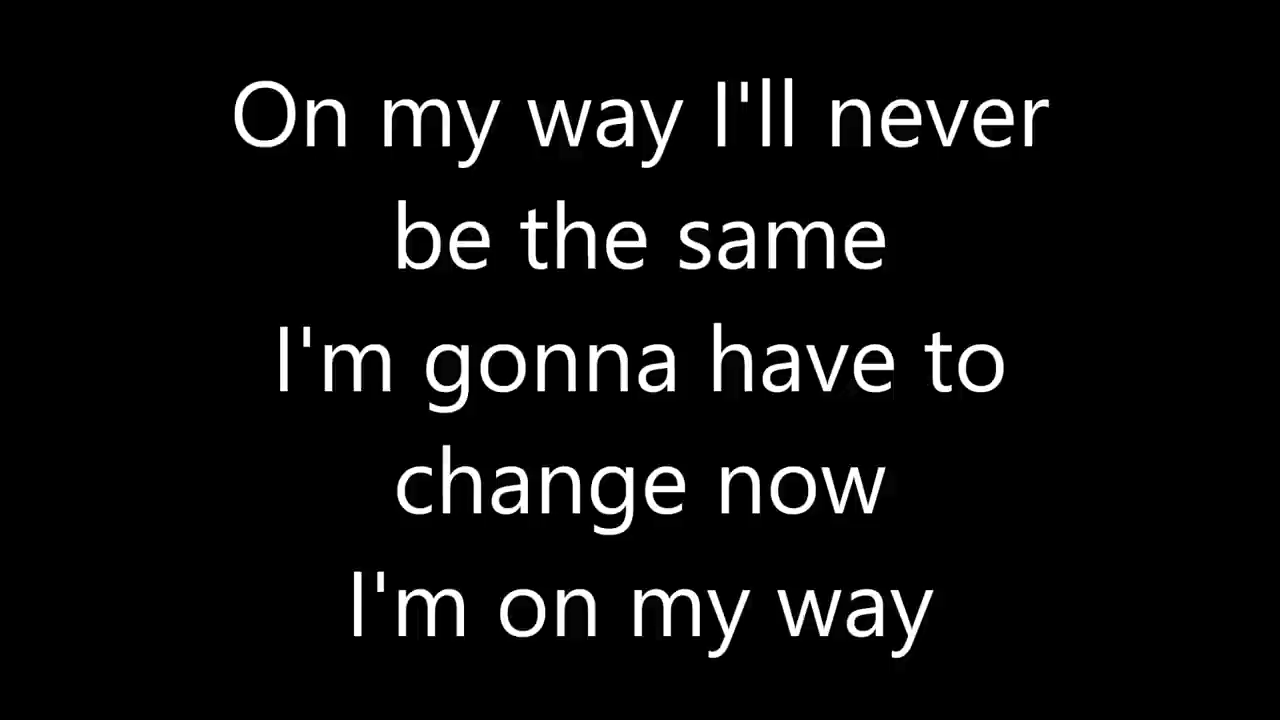 On my way I'll never
be the same
I'm gonna have to
change now
I'm on my way